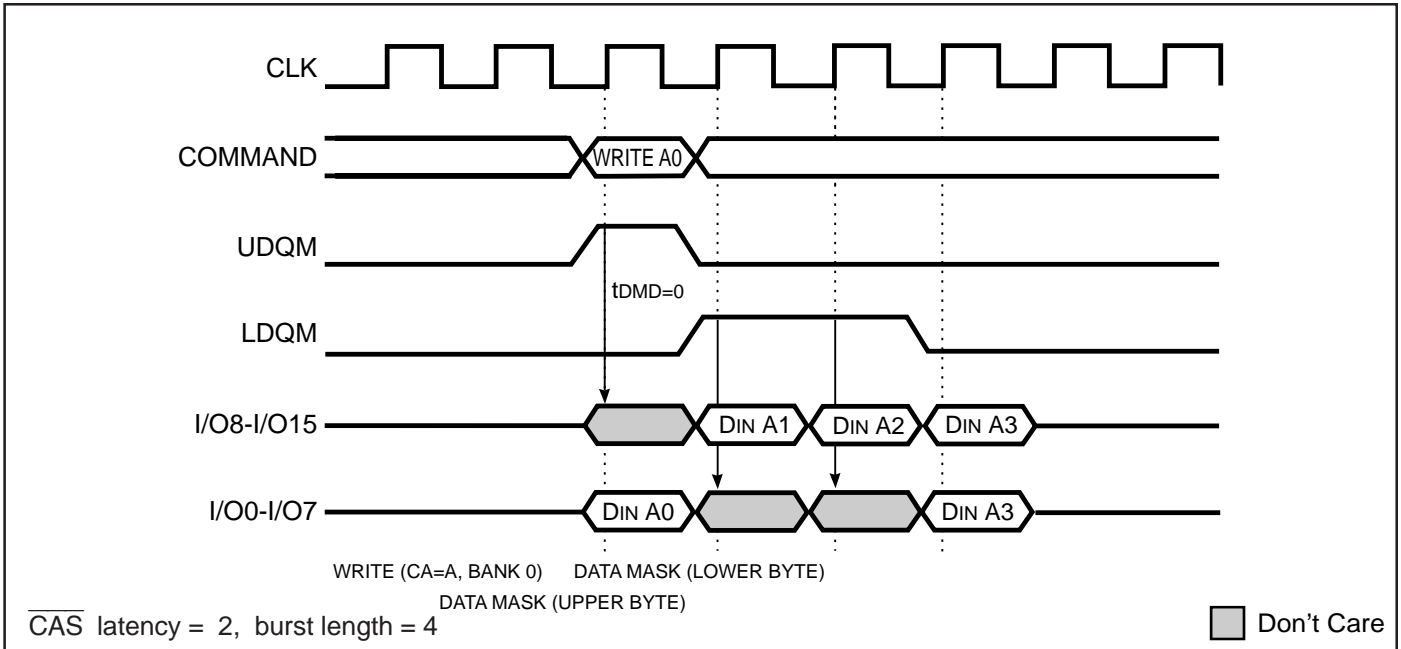 CLK
COMMAND WRITE A0
UDQM
tDMD=0
LDQM
I/O8-I/O15 DIN A1 DIN A2 DIN A3
I/O0-I/O7 DIN A0 DIN A3
WRITE (CA=A, BANK 0) DATA MASK (LOWER BYTE)
DATA MASK (UPPER BYTE)
CAS latency = 2, burst length = 4 Don't Care